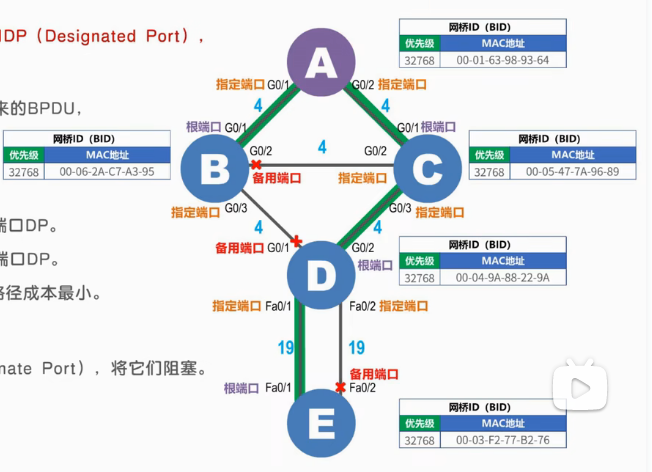 IDP（Designated Port），
来的BPDU，
端口DP。
端口DP。
路径成本最小。
nate Port），将它们阻塞。
网桥ID（BID）
优先级 MAC地址
32768 00-01-63-98-93-64
A
指定端口 G0/1
G0/2 指定端口
4
4
根端口 G0/1
G0/1 根端口
网桥ID（BID）
优先级 MAC地址
32768 00-06-2A-C7-A3-95
B
G0/2
4
G0/2
备用端口
指定端口
C
网桥ID（BID）
优先级 MAC地址
32768 00-05-47-7A-96-89
指定端口 G0/3
G0/3 指定端口
4
4
备用端口 G0/1
G0/2
根端口
D
网桥ID（BID）
优先级 MAC地址
32768 00-04-9A-88-22-9A
指定端口 Fa0/1
Fa0/2 指定端口
19
19
备用端口
根端口 Fa0/1
Fa0/2
E
网桥ID（BID）
优先级 MAC地址
32768 00-03-F2-77-B2-76